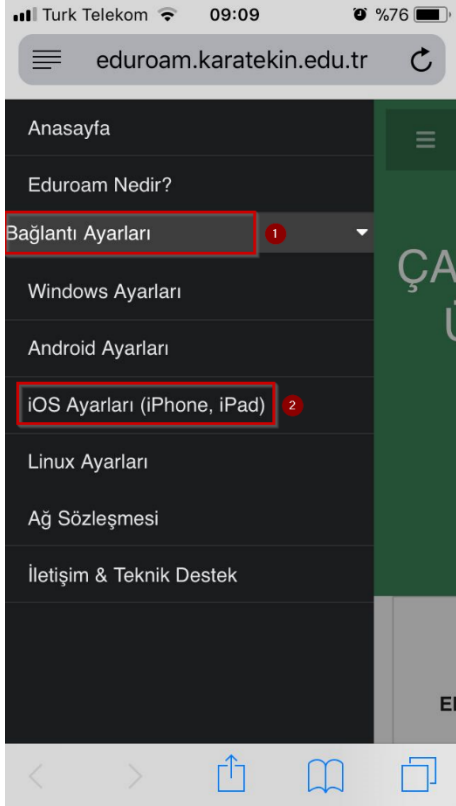 Turk Telekom 09:09 %76
eduroam.karatekin.edu.tr
Anasayfa
Eduroam Nedir?
Bağlantı Ayarları 1
ÇA
Windows Ayarları
Android Ayarları
iOS Ayarları (iPhone, iPad) 2
Linux Ayarları
Ağ Sözleşmesi
İletişim & Teknik Destek